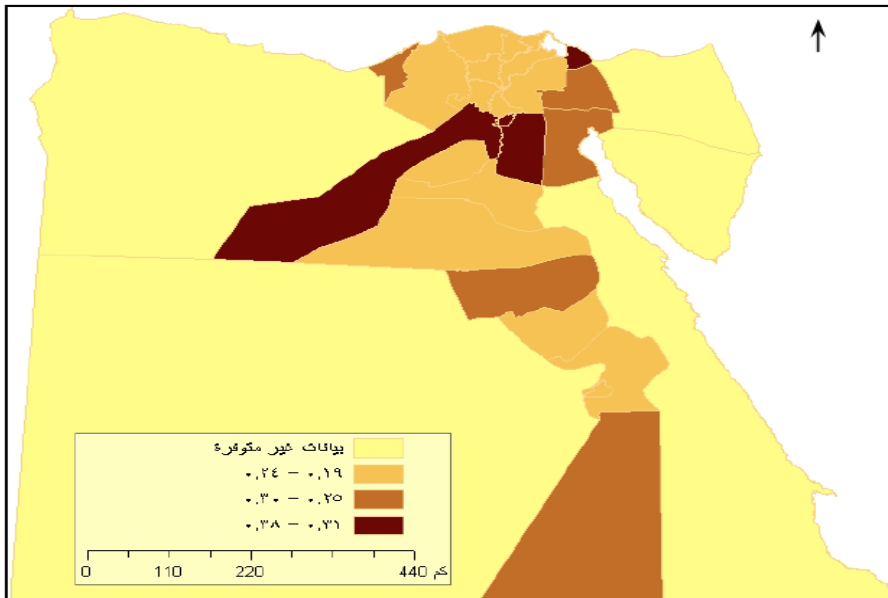 بيانات غير متوفرة
٠,١٩ – ٠,٢٤
٠,٢٥ – ٠,٣٠
٠,٣١ – ٠,٣٨
0 110 220 440 كم